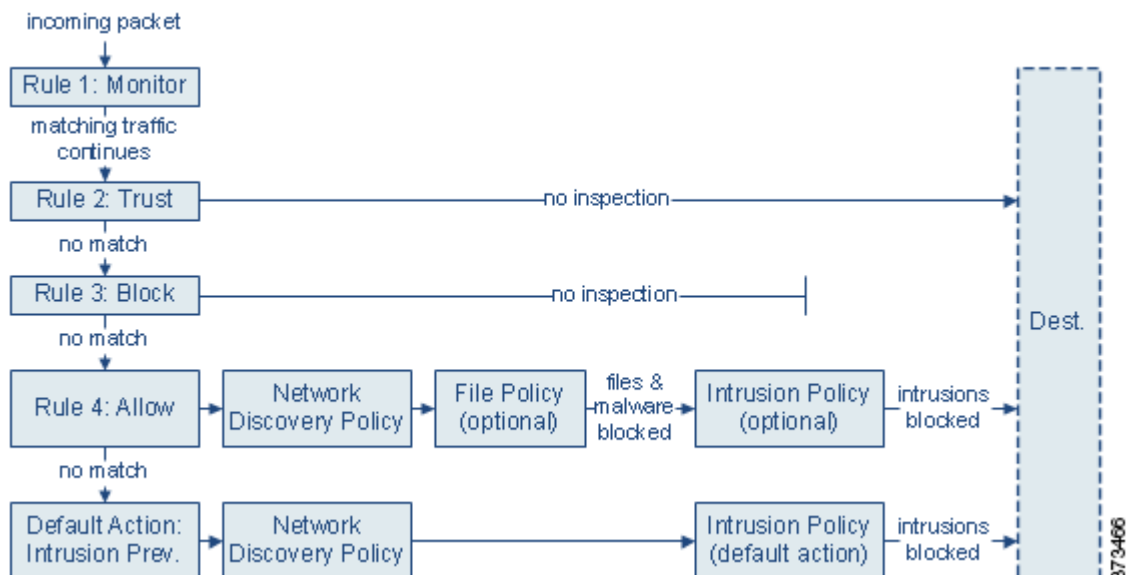 incoming packet
Rule 1: Monitor
matching traffic
continues
Rule 2: Trust
no inspection
no match
Rule 3: Block
no inspection
no match
Dest.
Rule 4: Allow
Network
Discovery Policy
File Policy
(optional)
files &
malware
blocked
Intrusion Policy
(optional)
intrusions
blocked
no match
Default Action:
Intrusion Prev.
Network
Discovery Policy
Intrusion Policy
(default action)
intrusions
blocked
373466